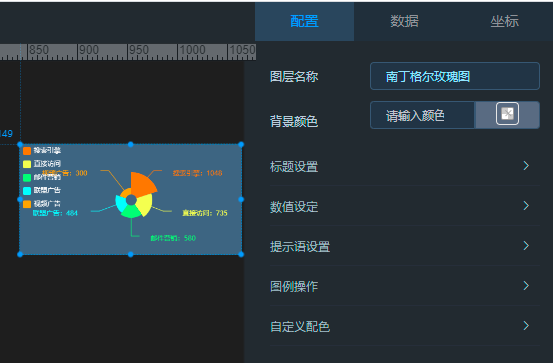 配置 数据 坐标
850 900 950 1000 1050
图层名称 南丁格尔玫瑰图
背景颜色 请输入颜色
149
搜索引擎
直接访问
邮件营销
联盟广告
视频广告
视频广告: 300
搜索引擎: 1048
联盟广告: 484
直接访问: 735
邮件营销: 580
标题设置
数值设定
提示语设置
图例操作
自定义配色